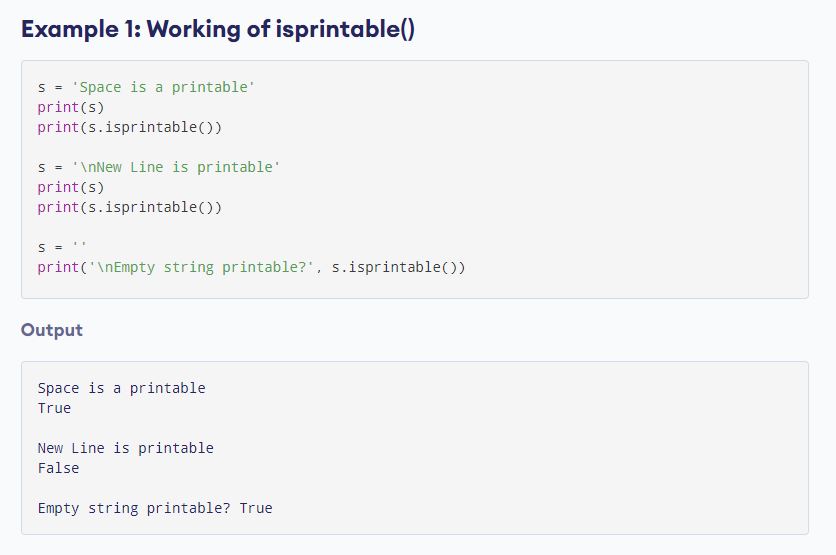 Example 1: Working of isprintable()
s = 'Space is a printable'
print(s)
print(s.isprintable())
s = '\nNew Line is printable'
print(s)
print(s.isprintable())
s = ''
print('\nEmpty string printable?', s.isprintable())
Output
Space is a printable
True
New Line is printable
False
Empty string printable? True